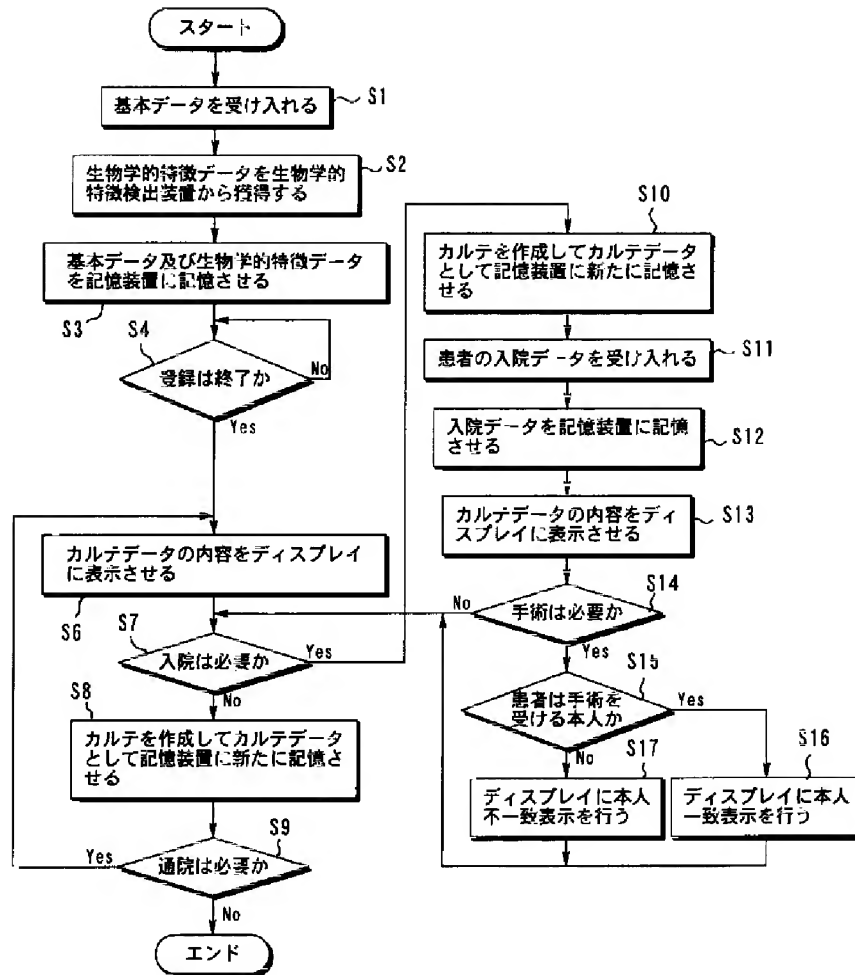 スタート
基本データを受け入れる
S1
生物学的特徴データを生物学的
特徴検出装置から獲得する
S2
基本データ及び生物学的特徴データ
を記憶装置に記憶させる
S3
S4
登録は終了か
No
Yes
カルテデータの内容をディスプレイ
に表示させる
S6
S7
入院は必要か
Yes
No
S8
カルテを作成してカルテデータ
として記憶装置に新たに記憶さ
せる
S9
通院は必要か
Yes
No
エンド
S10
カルテを作成してカルテデータ
として記憶装置に新たに記憶さ
せる
患者の入院データを受け入れる
S11
入院データを記憶装置に記憶
させる
S12
カルテデータの内容をディ
スプレイに表示させる
S13
S14
手術は必要か
No
Yes
S15
患者は手術を
受ける本人か
Yes
No
S17
ディスプレイに本人
不一致表示を行う
S16
ディスプレイに本人
一致表示を行う